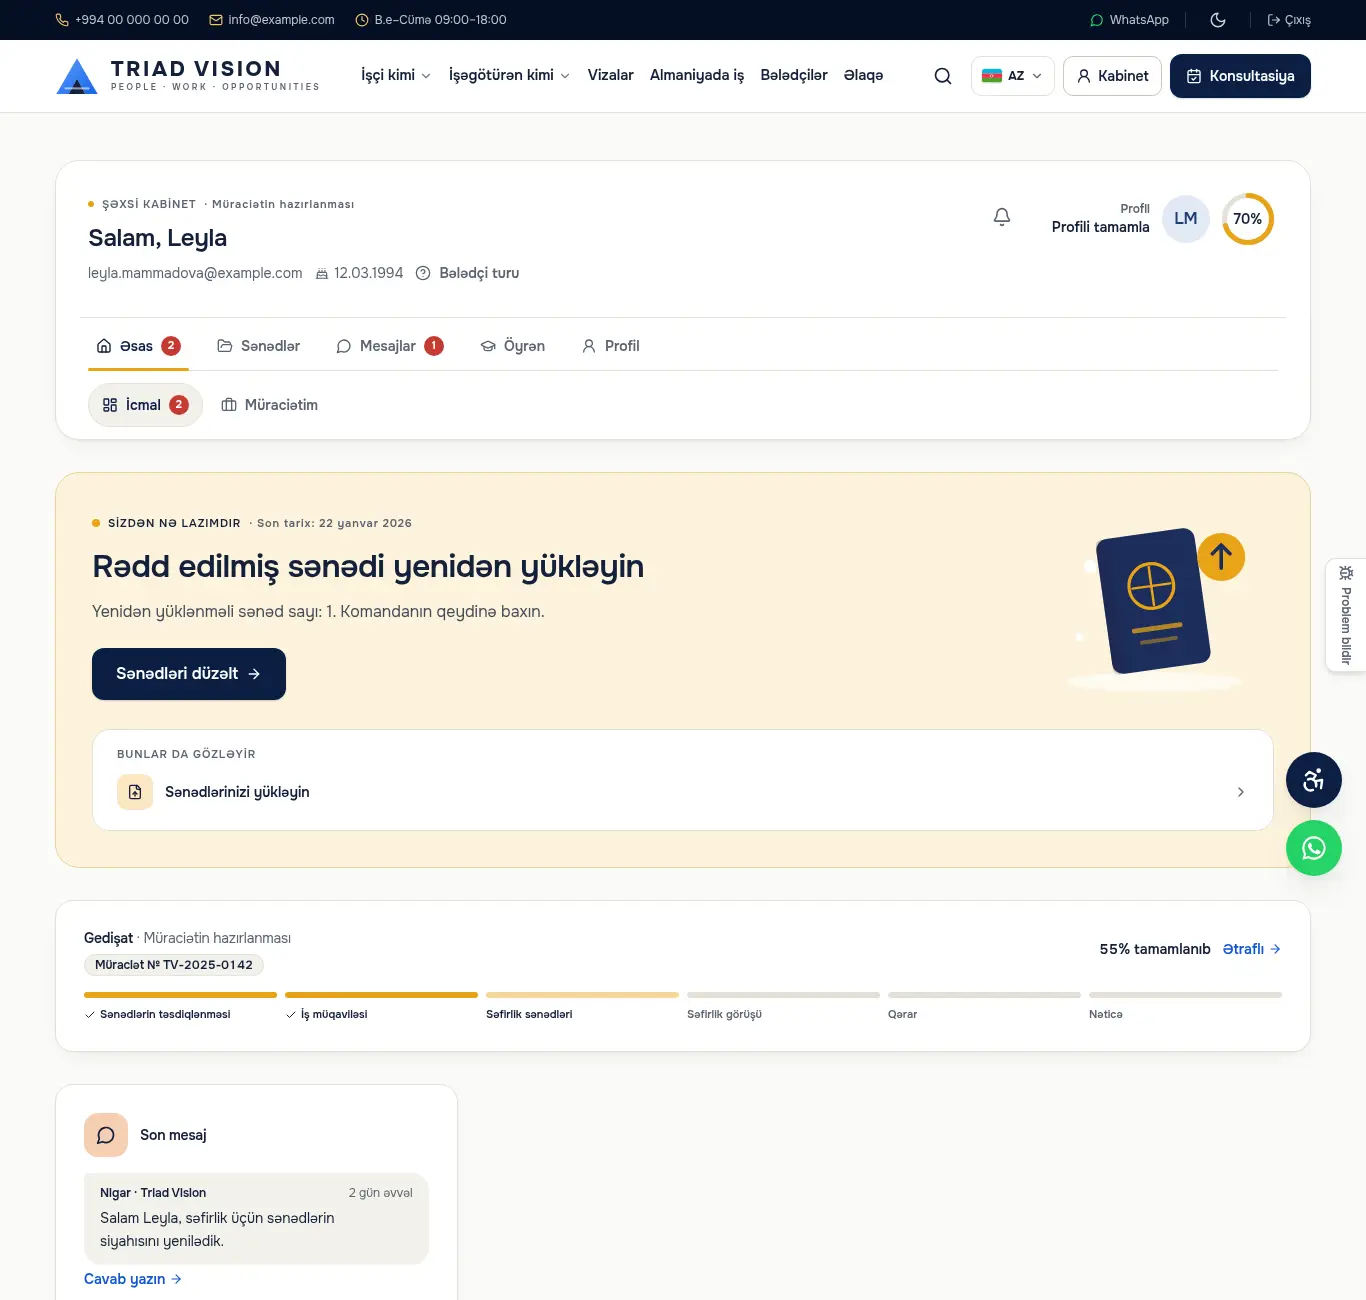 +994 00 000 00 00
info@example.com
B.e–Cümə 09:00–18:00
WhatsApp
Çıxış
TRIAD VISION
PEOPLE · WORK · OPPORTUNITIES
İşçi kimi
İşəgötürən kimi
Vizalar
Almaniyada iş
Bələdçilər
Əlaqə
AZ
Kabinet
Konsultasiya
ŞƏXSİ KABİNET · Müraciətin hazırlanması
Salam, Leyla
leyla.mammadova@example.com
12.03.1994
Bələdçi turu
Profil
Profili tamamla
LM
70%
Əsas 2
Sənədlər
Mesajlar 1
Öyrən
Profil
İcmal 2
Müraciətim
SİZDƏN NƏ LAZIMDIR · Son tarix: 22 yanvar 2026
Rədd edilmiş sənədi yenidən yükləyin
Yenidən yüklənməli sənəd sayı: 1. Komandanın qeydinə baxın.
Sənədləri düzəlt
BUNLAR DA GÖZLƏYİR
Sənədlərinizi yükləyin
Problem bildir
Gedişat · Müraciətin hazırlanması
Müraciət № TV-2025-0142
55% tamamlanıb
Ətraflı
Sənədlərin təsdiqlənməsi
İş müqaviləsi
Səfirlik sənədləri
Səfirlik görüşü
Qərar
Nəticə
Son mesaj
Nigar · Triad Vision
2 gün əvvəl
Salam Leyla, səfirlik üçün sənədlərin
siyahısını yenilədik.
Cavab yazın